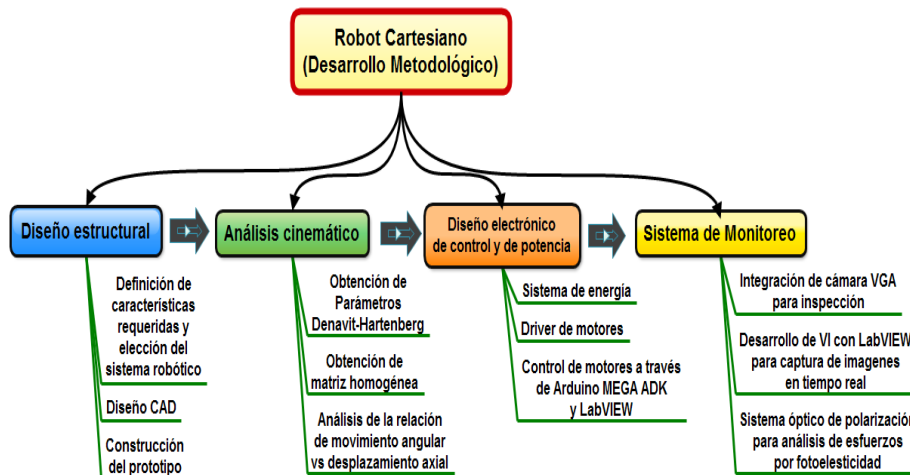 Robot Cartesiano
(Desarrollo Metodológico)
Diseño estructural
Análisis cinemático
Diseño electrónico
de control y de potencia
Sistema de Monitoreo
Definición de
características
requeridas y
elección del
sistema robótico
Diseño CAD
Construcción
del prototipo
Obtención de
Parámetros
Denavit-Hartenberg
Obtención de
matriz homogénea
Análisis de la relación
de movimiento angular
vs desplazamiento axial
Sistema de energía
Driver de motores
Control de motores a través
de Arduino MEGA ADK
y LabVIEW
Integración de cámara VGA
para inspección
Desarrollo de VI con LabVIEW
para captura de imagenes
en tiempo real
Sistema óptico de polarización
para análisis de esfuerzos
por fotoelesticidad